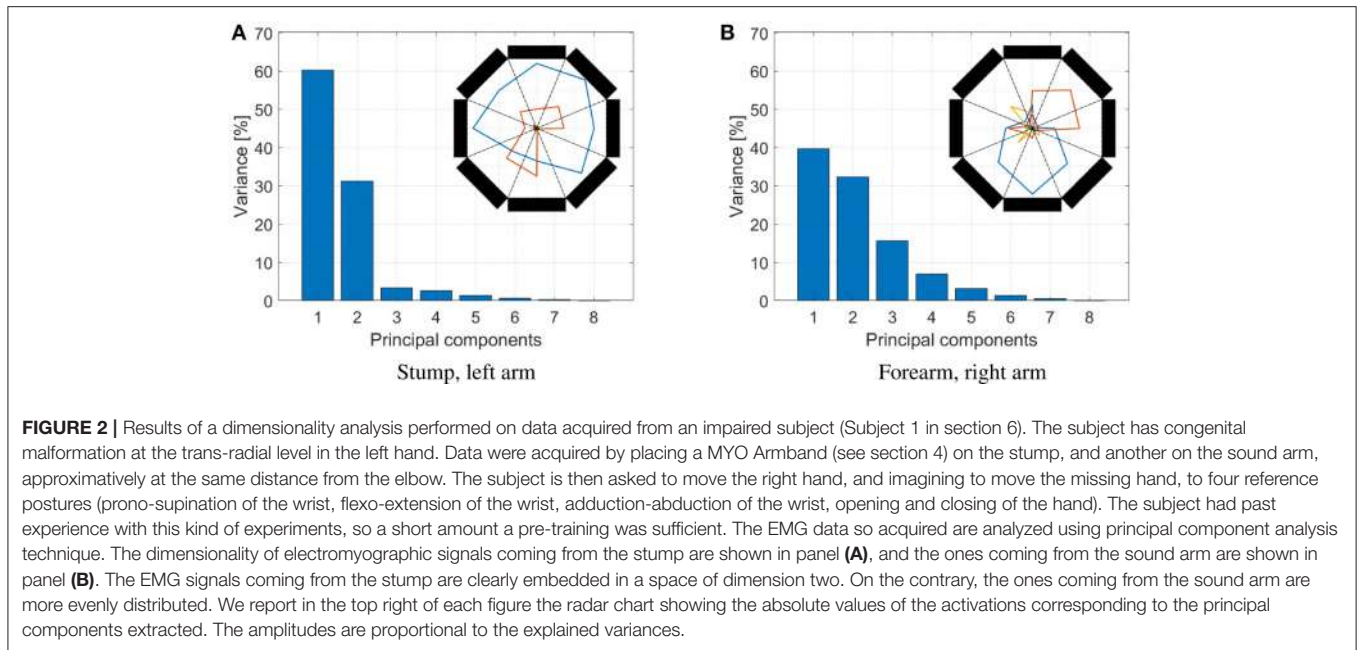 A
B
70
60
50
40
30
20
10
0
Variance [%]
1 2 3 4 5 6 7 8
Principal components
Stump, left arm
70
60
50
40
30
20
10
0
Variance [%]
1 2 3 4 5 6 7 8
Principal components
Forearm, right arm
FIGURE 2 | Results of a dimensionality analysis performed on data acquired from an impaired subject (Subject 1 in section 6). The subject has congenital
malformation at the trans-radial level in the left hand. Data were acquired by placing a MYO Armband (see section 4) on the stump, and another on the sound arm,
approximatively at the same distance from the elbow. The subject is then asked to move the right hand, and imagining to move the missing hand, to four reference
postures (prono-supination of the wrist, flexo-extension of the wrist, adduction-abduction of the wrist, opening and closing of the hand). The subject had past
experience with this kind of experiments, so a short amount a pre-training was sufficient. The EMG data so acquired are analyzed using principal component analysis
technique. The dimensionality of electromyographic signals coming from the stump are shown in panel (A), and the ones coming from the sound arm are shown in
panel (B). The EMG signals coming from the stump are clearly embedded in a space of dimension two. On the contrary, the ones coming from the sound arm are
more evenly distributed. We report in the top right of each figure the radar chart showing the absolute values of the activations corresponding to the principal
components extracted. The amplitudes are proportional to the explained variances.